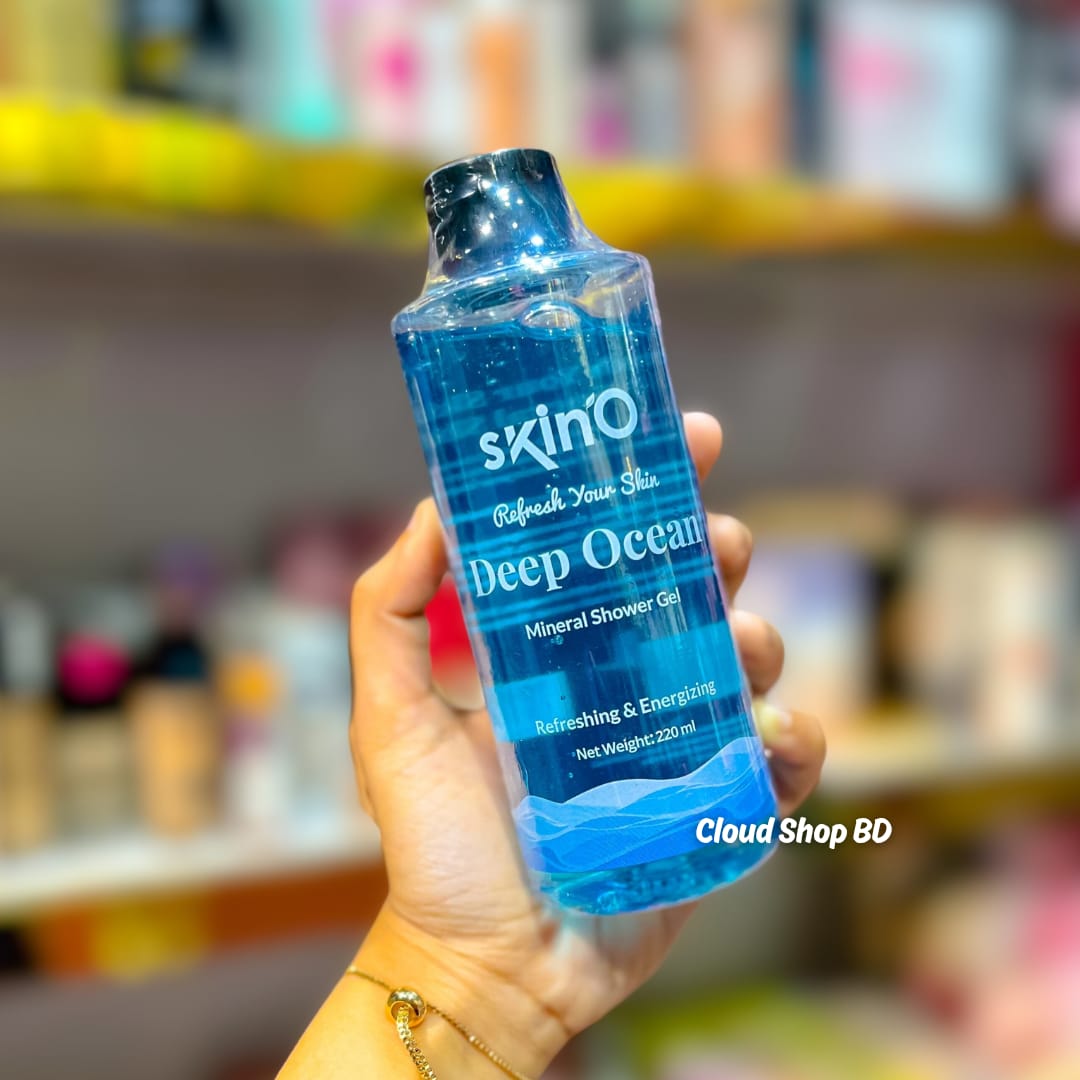 skin'O
Refresh Your Skin
Deep Ocean
Mineral Shower Gel
Refreshing & Energizing
Net Weight: 220 ml
Cloud Shop BD